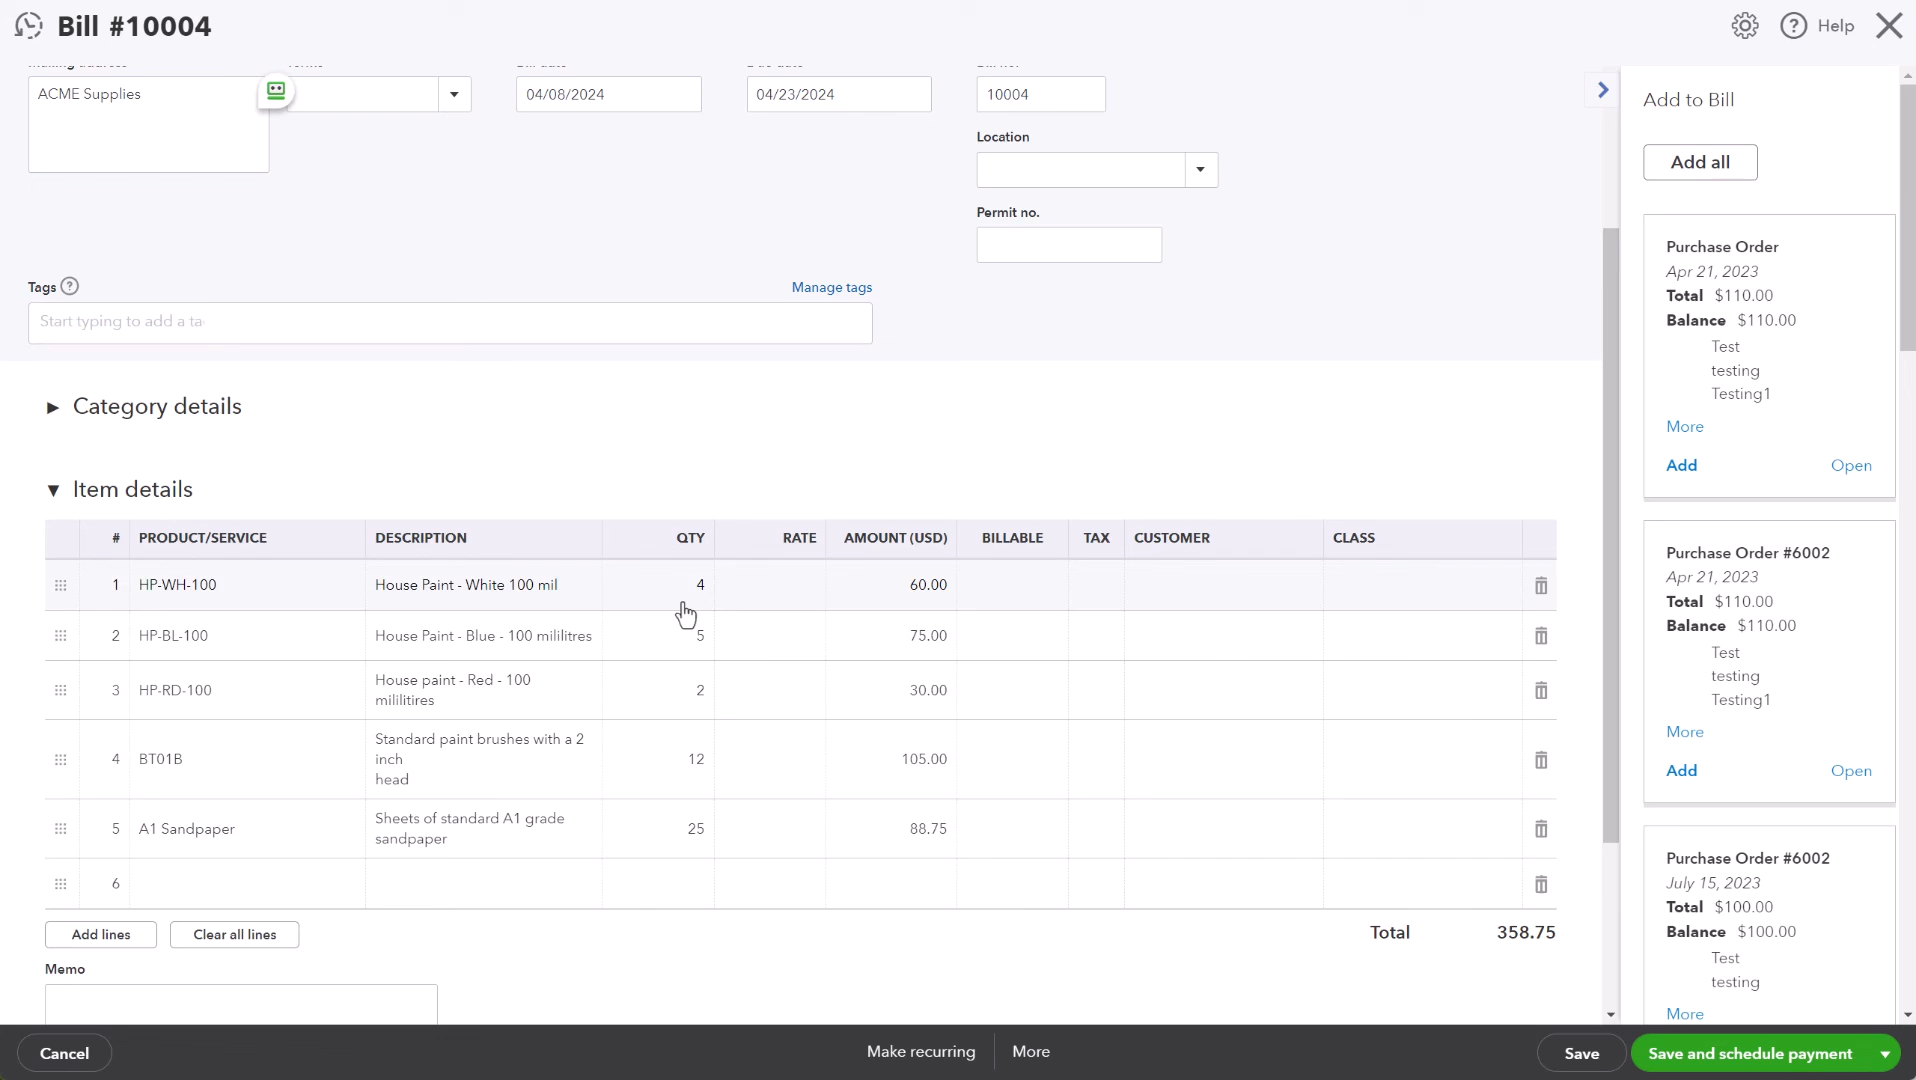 Bill #10004
Help
ACME Supplies
04/08/2024
04/23/2024
10004
Location
Permit no.
Tags
Manage tags
Start typing to add a ta
Category details
Item details
# PRODUCT/SERVICE DESCRIPTION QTY RATE AMOUNT (USD) BILLABLE TAX CUSTOMER CLASS
1 HP-WH-100 House Paint - White 100 mil 4 60.00
2 HP-BL-100 House Paint - Blue - 100 mililitres 5 75.00
3 HP-RD-100 House paint - Red - 100
mililitires 2 30.00
4 BT01B Standard paint brushes with a 2
inch
head 12 105.00
5 A1 Sandpaper Sheets of standard A1 grade
sandpaper 25 88.75
6
Add lines Clear all lines
Total 358.75
Memo
Add to Bill
Add all
Purchase Order
Apr 21, 2023
Total $110.00
Balance $110.00
Test
testing
Testing1
More
Add Open
Purchase Order #6002
Apr 21, 2023
Total $110.00
Balance $110.00
Test
testing
Testing1
More
Add Open
Purchase Order #6002
July 15, 2023
Total $100.00
Balance $100.00
Test
testing
More
Cancel
Make recurring
More
Save
Save and schedule payment